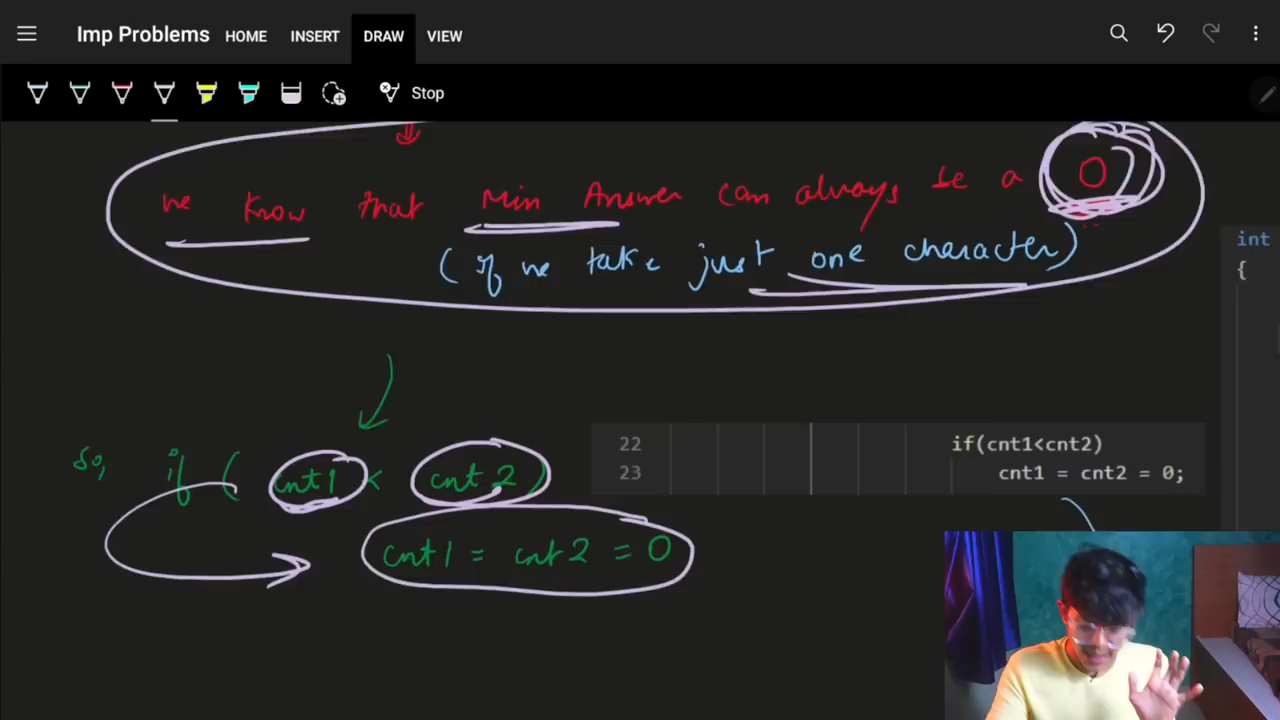 Imp Problems HOME INSERT DRAW VIEW
Stop
we know that Min Answer can always be a 0
(if we take just one character)
int
{
So, if ( cnt1 < cnt2 )
cnt1 = cnt2 = 0
22 if(cnt1<cnt2)
23 cnt1 = cnt2 = 0;